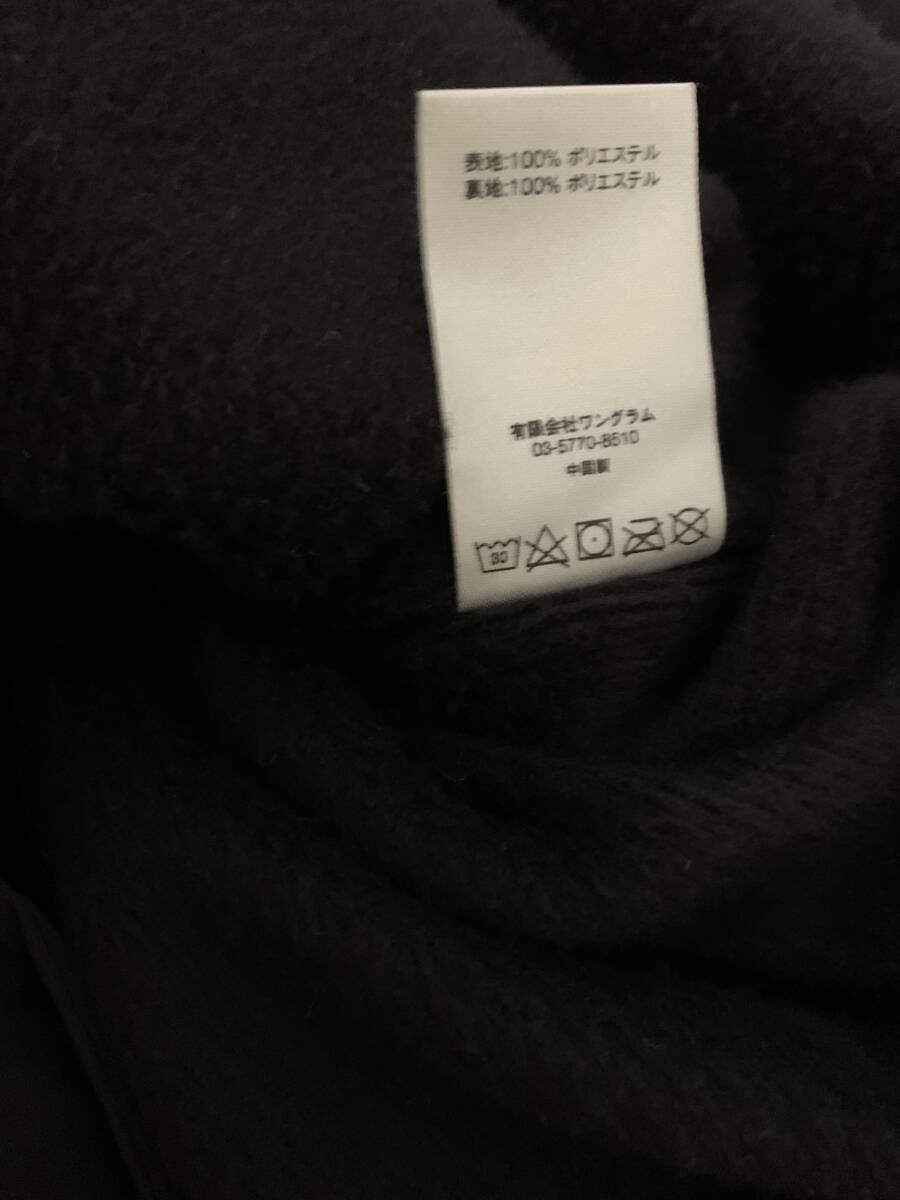 表地:100% ポリエステル
裏地:100% ポリエステル
有限会社ワングラム
03-5770-8510
中国製
30